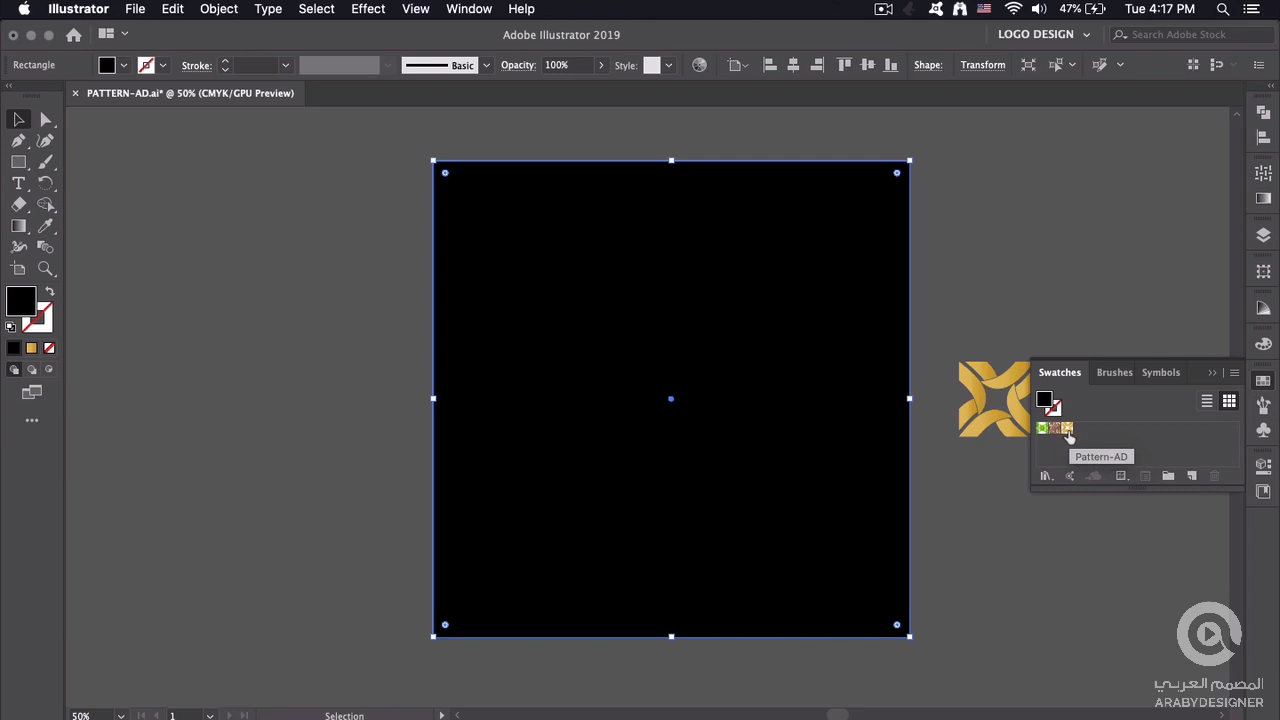 Illustrator File Edit Object Type Select Effect View Window Help 47% Tue 4:17 PM
Adobe Illustrator 2019 LOGO DESIGN Search Adobe Stock
Rectangle Stroke: Basic Opacity: 100% Style: Shape: Transform
× PATTERN-AD.ai* @ 50% (CMYK/GPU Preview)
Swatches Brushes Symbols
Pattern-AD
المصمم العربي
ARABYDESIGNER
50% 1 Selection